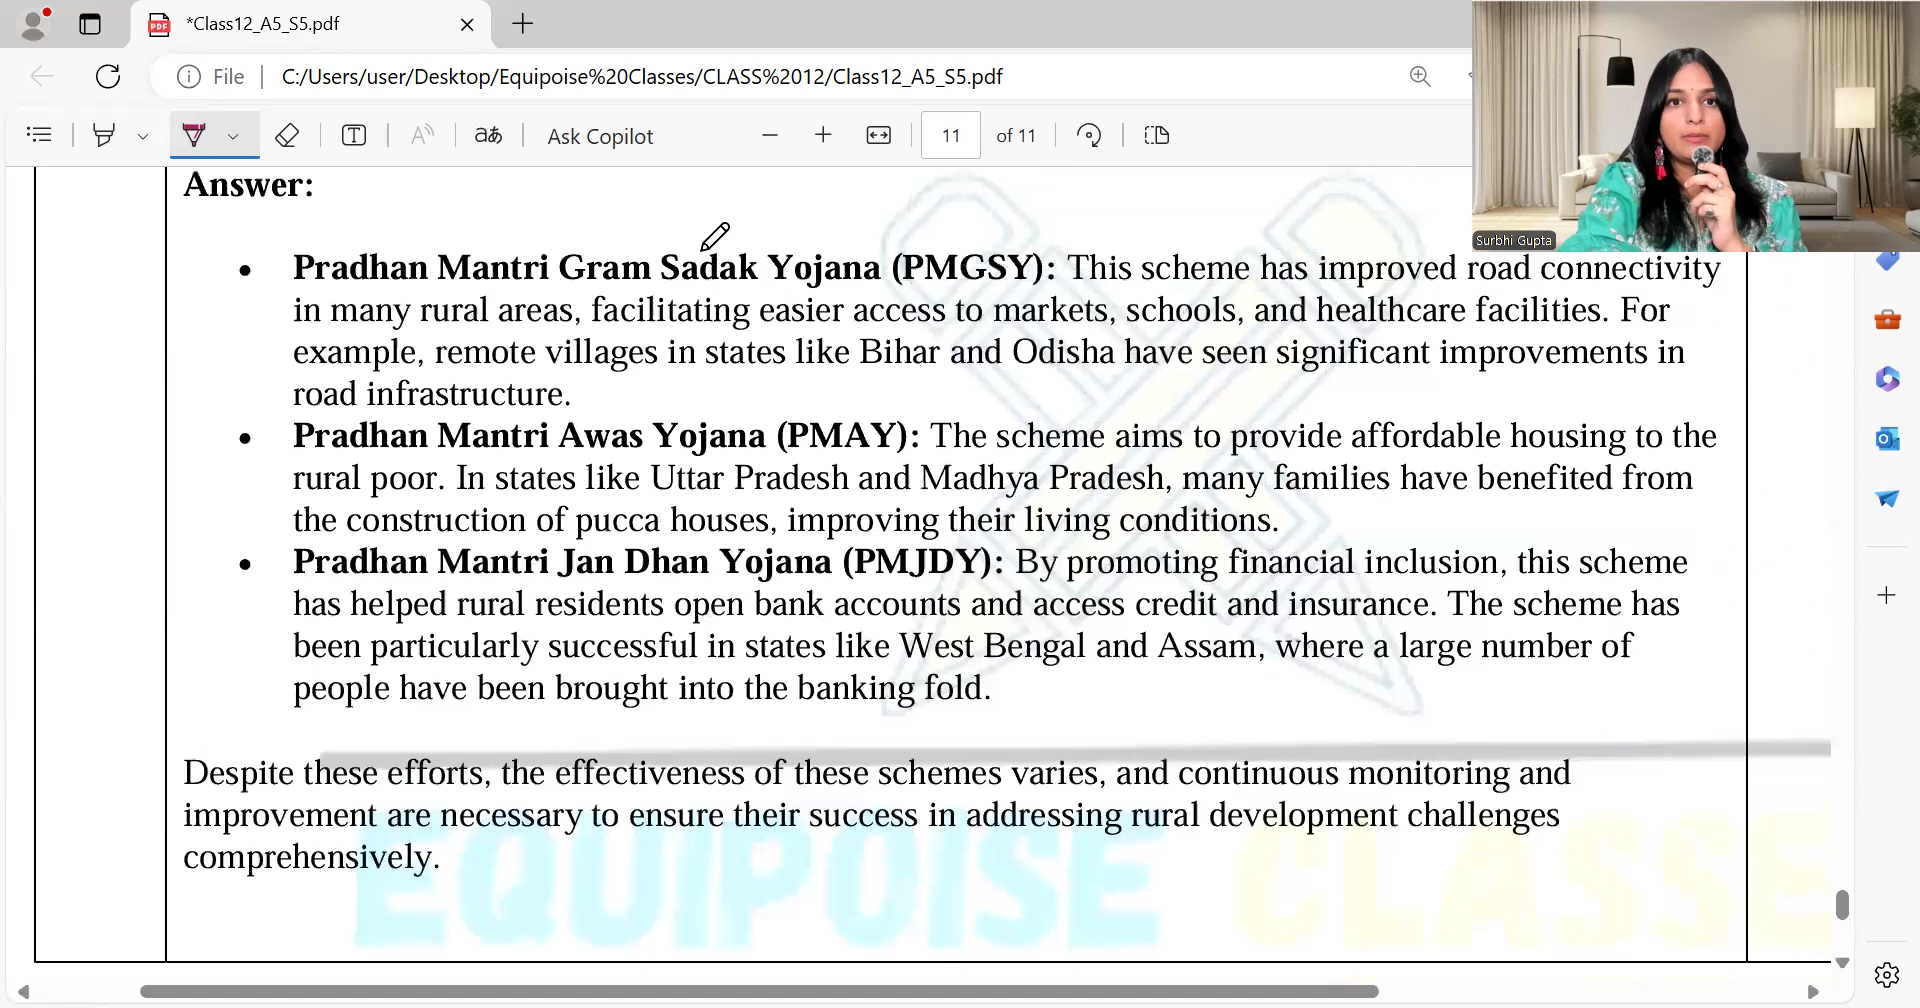 *Class12_A5_S5.pdf
File
C:/Users/user/Desktop/Equipoise%20Classes/CLASS%2012/Class12_A5_S5.pdf
aあ
Ask Copilot
11
of 11
Surbhi Gupta
Answer:
• Pradhan Mantri Gram Sadak Yojana (PMGSY): This scheme has improved road connectivity
in many rural areas, facilitating easier access to markets, schools, and healthcare facilities. For
example, remote villages in states like Bihar and Odisha have seen significant improvements in
road infrastructure.
• Pradhan Mantri Awas Yojana (PMAY): The scheme aims to provide affordable housing to the
rural poor. In states like Uttar Pradesh and Madhya Pradesh, many families have benefited from
the construction of pucca houses, improving their living conditions.
• Pradhan Mantri Jan Dhan Yojana (PMJDY): By promoting financial inclusion, this scheme
has helped rural residents open bank accounts and access credit and insurance. The scheme has
been particularly successful in states like West Bengal and Assam, where a large number of
people have been brought into the banking fold.
Despite these efforts, the effectiveness of these schemes varies, and continuous monitoring and
improvement are necessary to ensure their success in addressing rural development challenges
comprehensively.
EQUIPOISE CLASSE